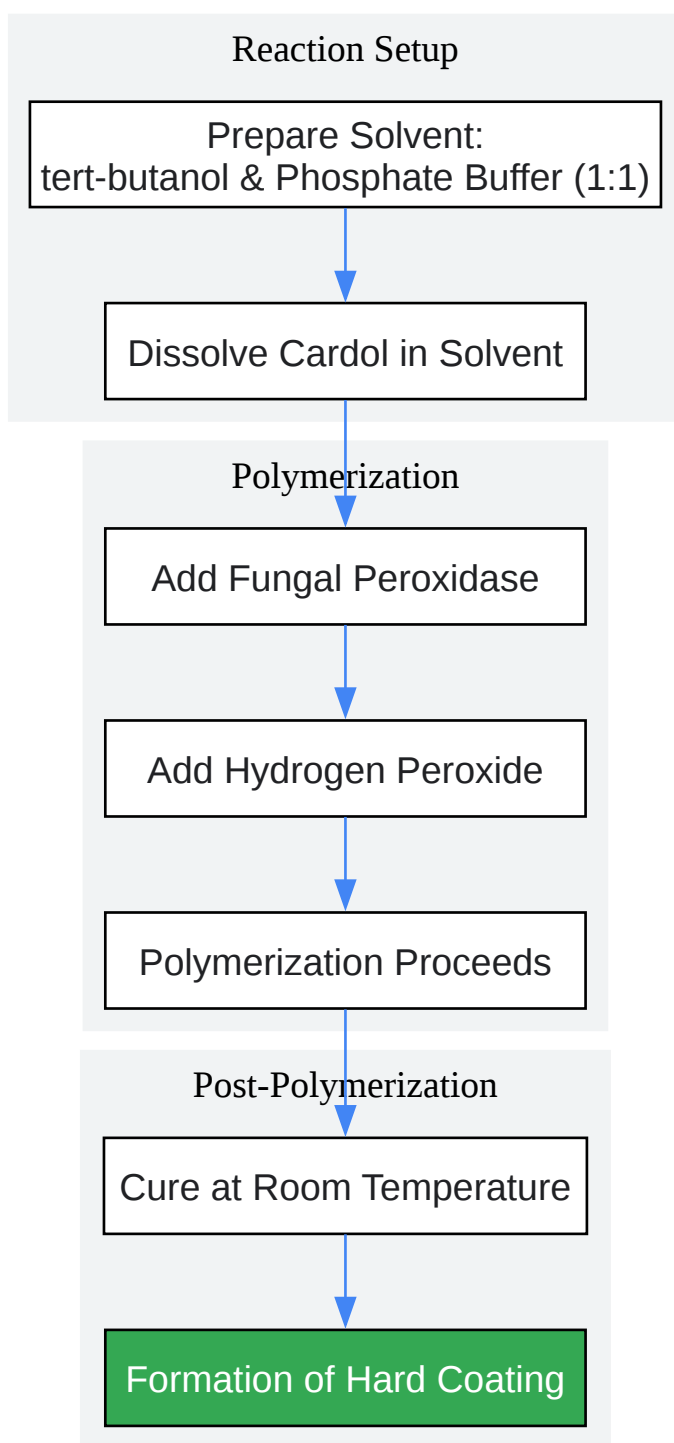 Reaction Setup
Prepare Solvent:
tert-butanol & Phosphate Buffer (1:1)
Dissolve Cardol in Solvent
Polymerization
Add Fungal Peroxidase
Add Hydrogen Peroxide
Polymerization Proceeds
Post-Polymerization
Cure at Room Temperature
Formation of Hard Coating